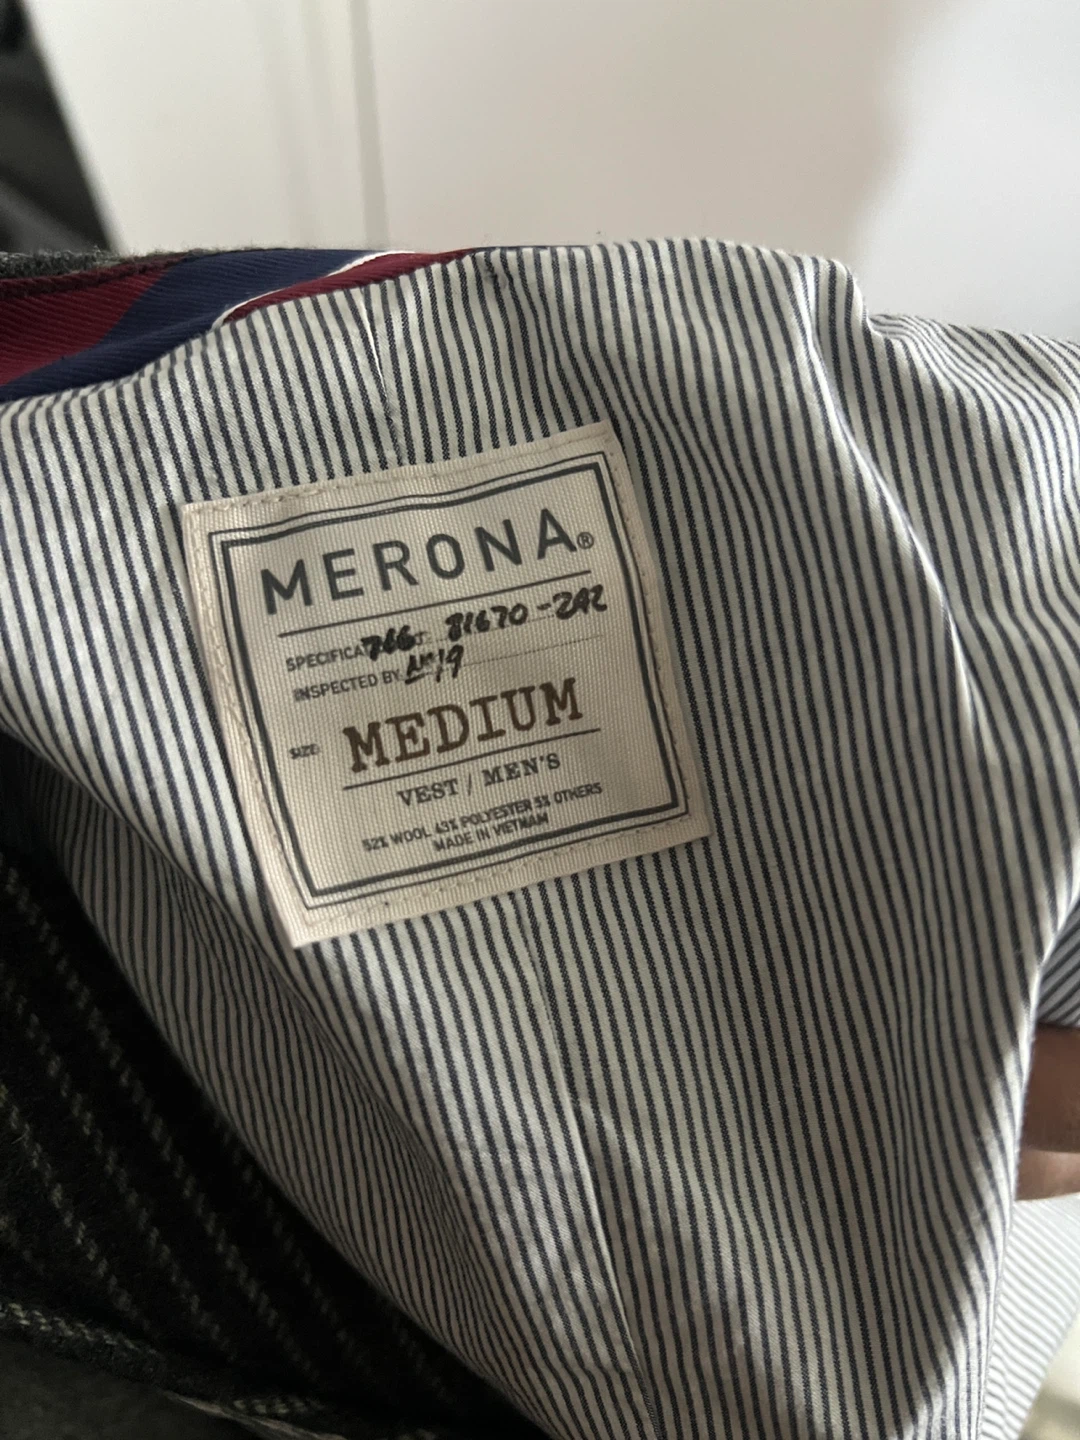 MERONA®
SPECIFICAT 766 81670-2A2
INSPECTED BY
SIZE: MEDIUM
VEST / MEN'S
52% WOOL 43% POLYESTER 5% OTHERS
MADE IN VIETNAM